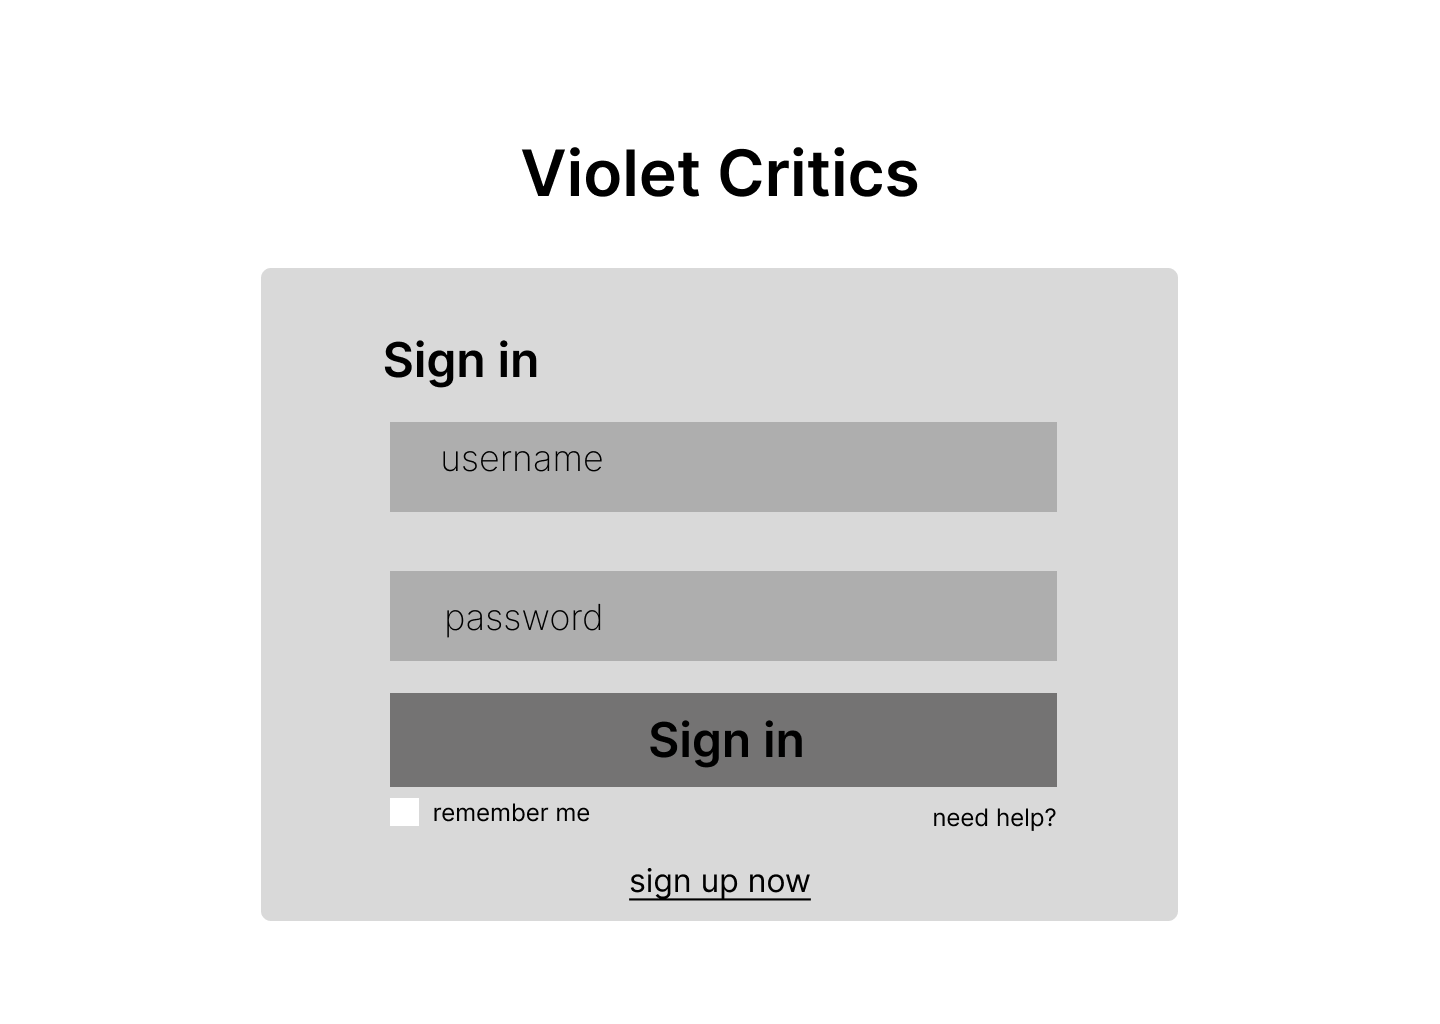 Violet Critics
Sign in
username
password
Sign in
remember me
need help?
sign up now